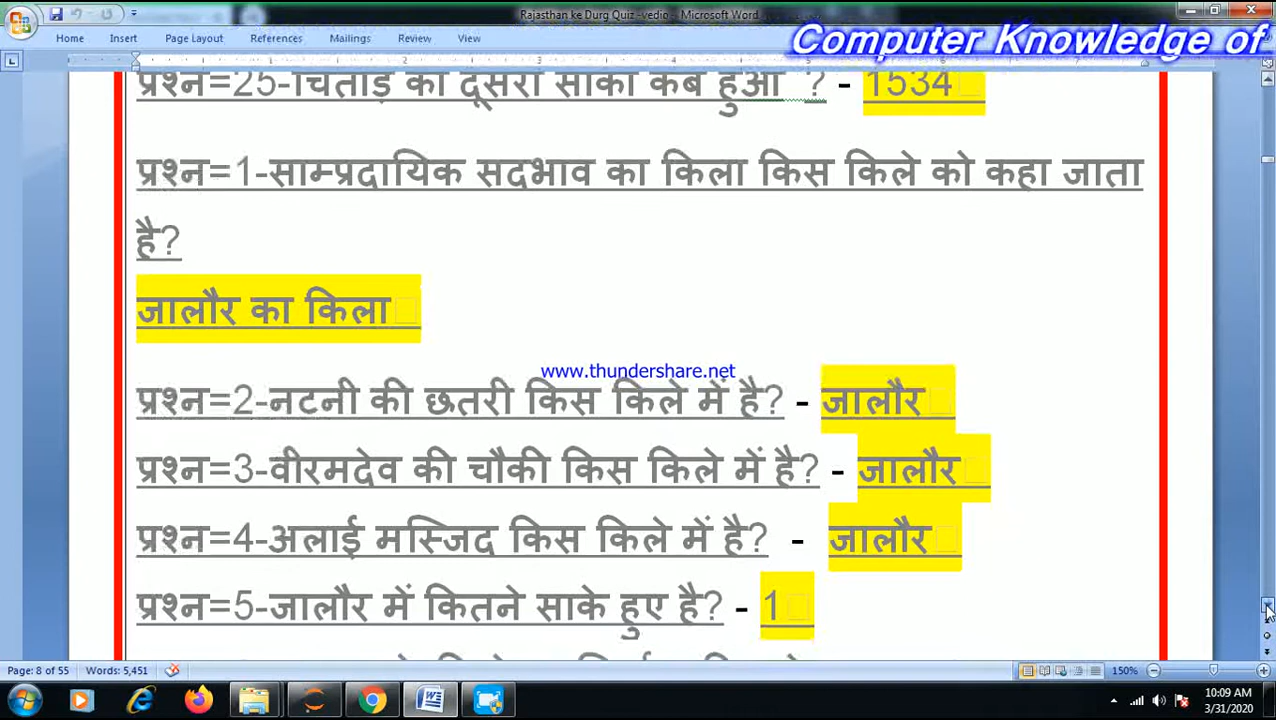 Rajasthan ke Durg Quiz -vedio - Microsoft Word
Home Insert Page Layout References Mailings Review View
Computer Knowledge of
प्रश्न=25-चित्तौड़ का दूसरा साका कब हुआ ? - 1534
प्रश्न=1-साम्प्रदायिक सदभाव का किला किस किले को कहा जाता
है?
जालौर का किला
www.thundershare.net
प्रश्न=2-नटनी की छतरी किस किले में है? - जालौर
प्रश्न=3-वीरमदेव की चौकी किस किले में है? - जालौर
प्रश्न=4-अलाई मस्जिद किस किले में है? - जालौर
प्रश्न=5-जालौर में कितने साके हुए है? - 1
Page: 8 of 55 Words: 5,451 150%
10:09 AM
3/31/2020